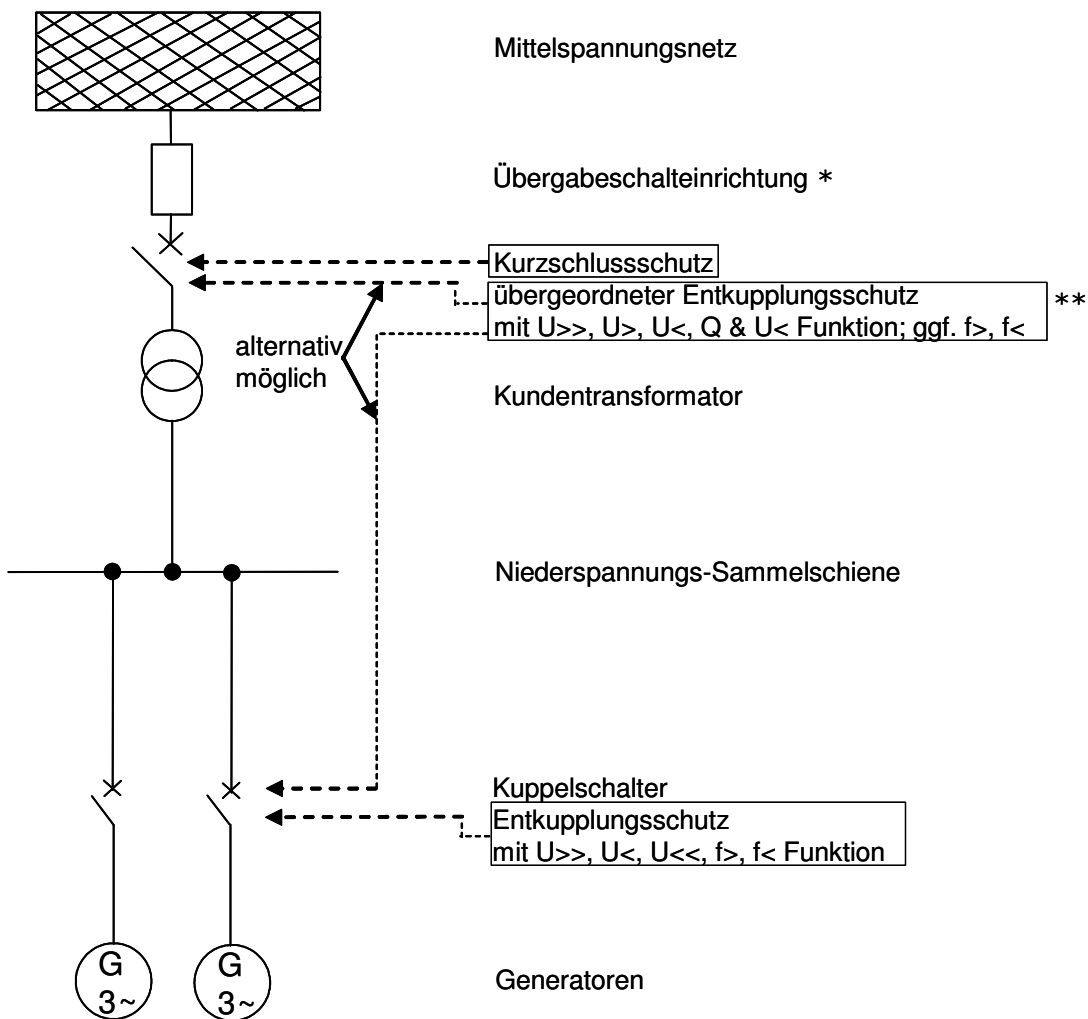 Mittelspannungsnetz
Übergabeschalteinrichtung *
Kurzschlussschutz
übergeordneter Entkupplungsschutz **
mit U>>, U>, U<, Q & U< Funktion; ggf. f>, f<
alternativ
möglich
Kundentransformator
Niederspannungs-Sammelschiene
Kuppelschalter
Entkupplungsschutz
mit U>>, U<, U<<, f>, f< Funktion
G G
3~ 3~
Generatoren